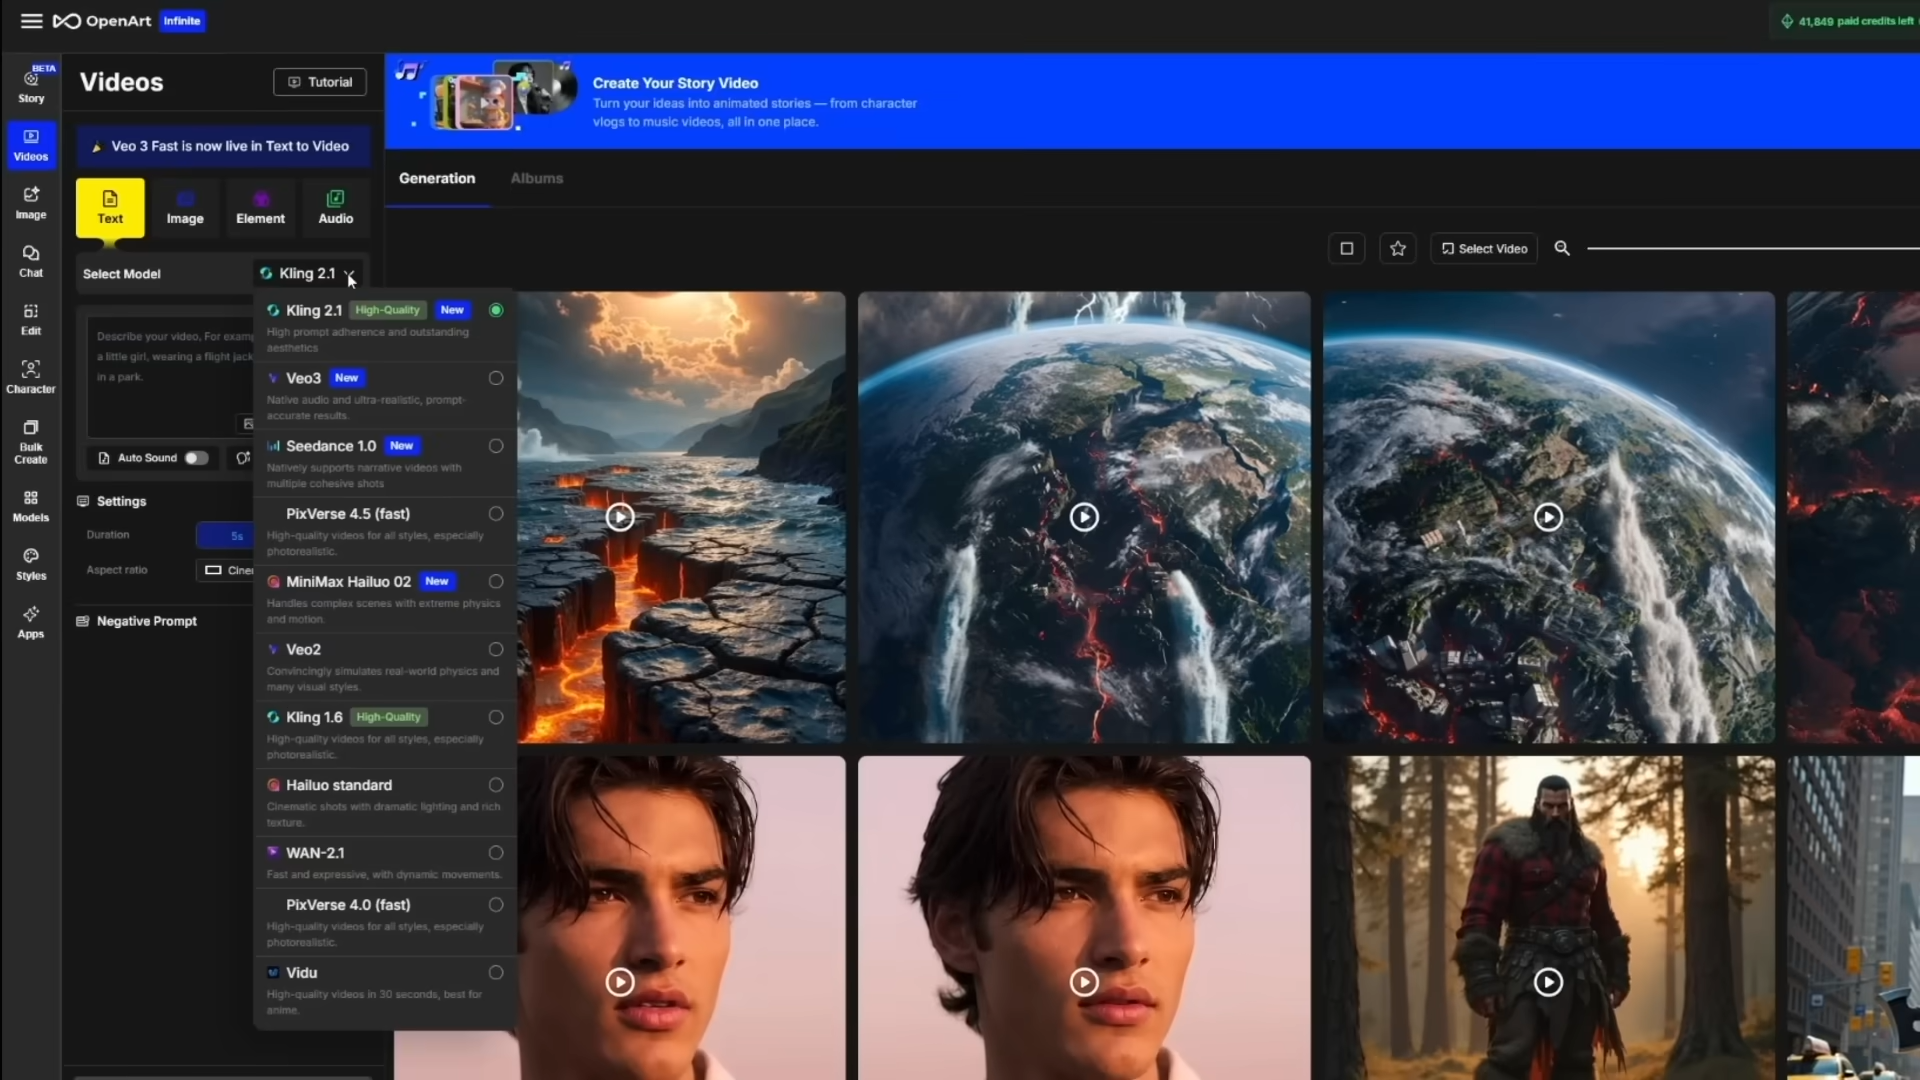 OpenArt Infinite
41,849 paid credits left
BETA
Story
Videos
Image
Chat
Edit
Character
Bulk
Create
Models
Styles
Apps
Videos
Tutorial
Veo 3 Fast is now live in Text to Video
Text
Image
Element
Audio
Select Model
Kling 2.1
Describe your video, For examp
a little girl, wearing a flight jack
in a park.
Auto Sound
Settings
Duration
5s
Aspect ratio
Cine
Negative Prompt
Kling 2.1 High-Quality New
High prompt adherence and outstanding
aesthetics
Veo3 New
Native audio and ultra-realistic, prompt-
accurate results.
Seedance 1.0 New
Natively supports narrative videos with
multiple cohesive shots
PixVerse 4.5 (fast)
High-quality videos for all styles, especially
photorealistic.
MiniMax Hailuo 02 New
Handles complex scenes with extreme physics
and motion.
Veo2
Convincingly simulates real-world physics and
many visual styles.
Kling 1.6 High-Quality
High-quality videos for all styles, especially
photorealistic.
Hailuo standard
Cinematic shots with dramatic lighting and rich
texture.
WAN-2.1
Fast and expressive, with dynamic movements.
PixVerse 4.0 (fast)
High-quality videos for all styles, especially
photorealistic.
Vidu
High-quality videos in 30 seconds, best for
anime.
Create Your Story Video
Turn your ideas into animated stories — from character
vlogs to music videos, all in one place.
Generation
Albums
Select Video